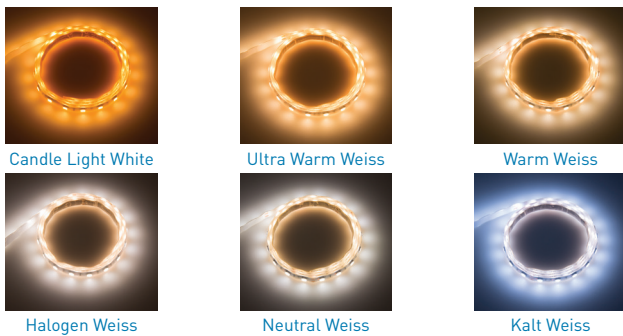 Candle Light White
Ultra Warm Weiss
Warm Weiss
Halogen Weiss
Neutral Weiss
Kalt Weiss